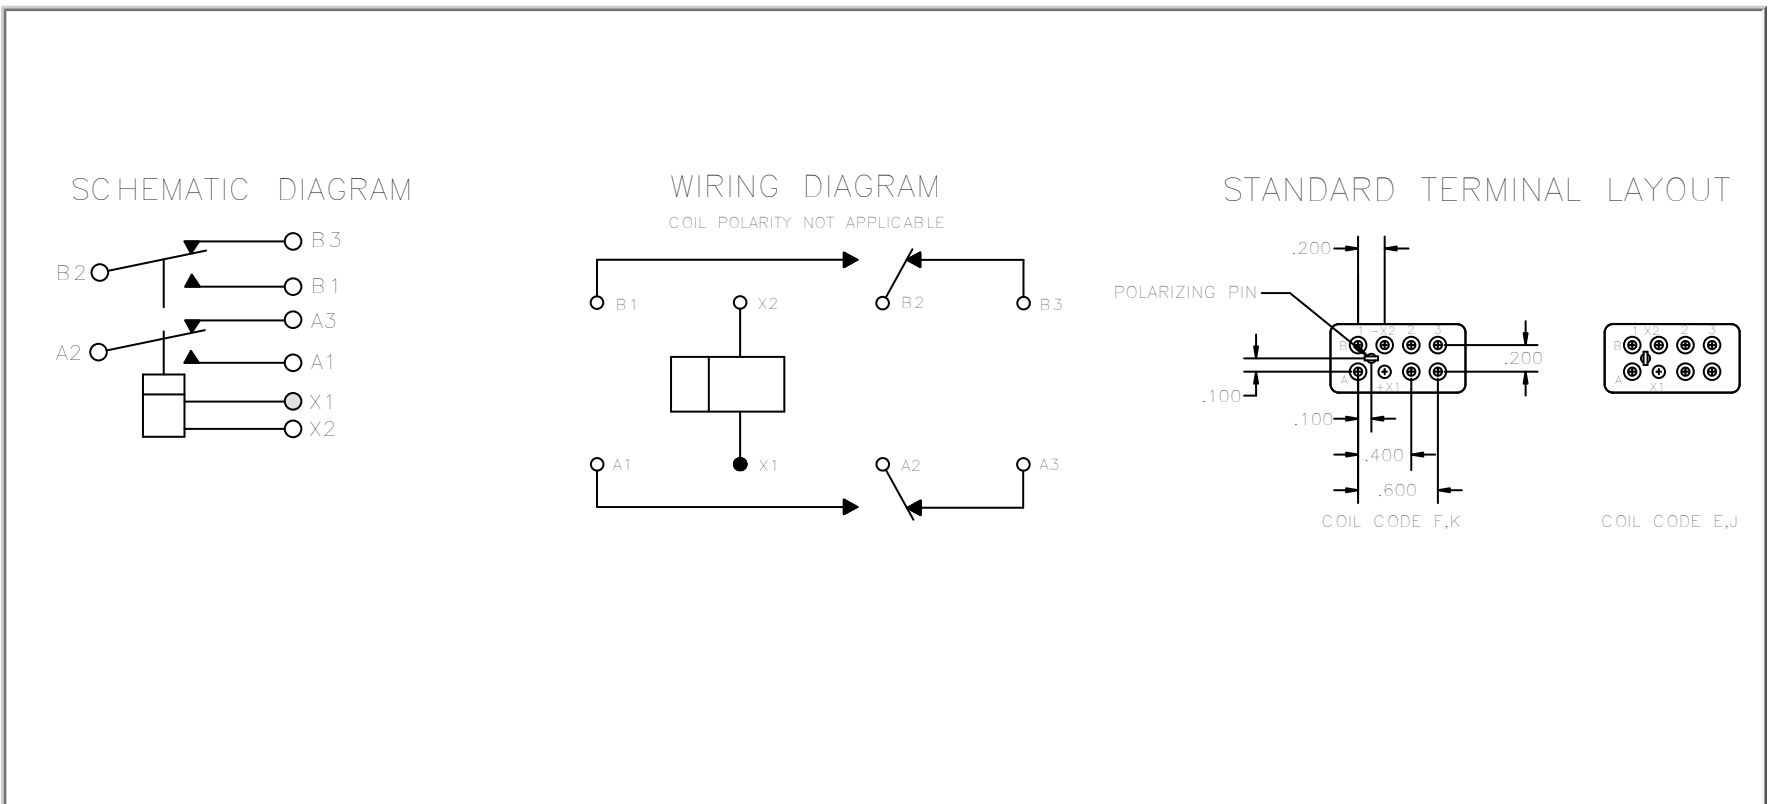 SCHEMATIC DIAGRAM
B3
B2
B1
A3
A2
A1
X1
X2
WIRING DIAGRAM
COIL POLARITY NOT APPLICABLE
B1
X2
B2
B3
A1
X1
A2
A3
STANDARD TERMINAL LAYOUT
.200
POLARIZING PIN
1 -X2 2 3
B
A
+X1
.200
.100
.100
.400
.600
COIL CODE F,K
1 X2 2 3
B
A
X1
COIL CODE E,J